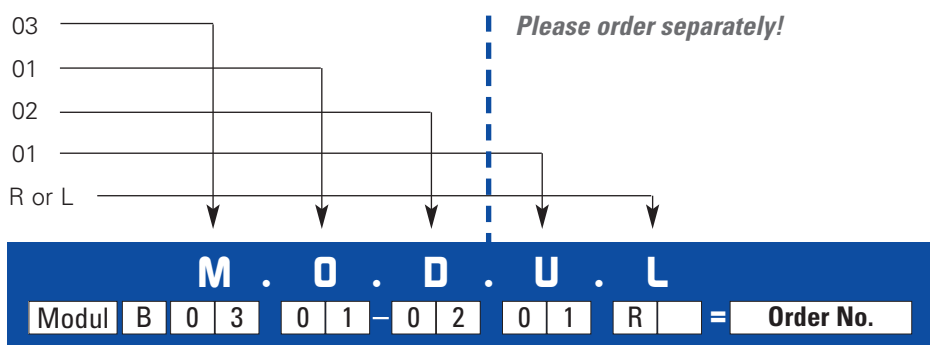 03
Please order separately!
01
02
01
R or L
M . O . D . U . L
Modul B 0 3 0 1 – 0 2 0 1 R = Order No.